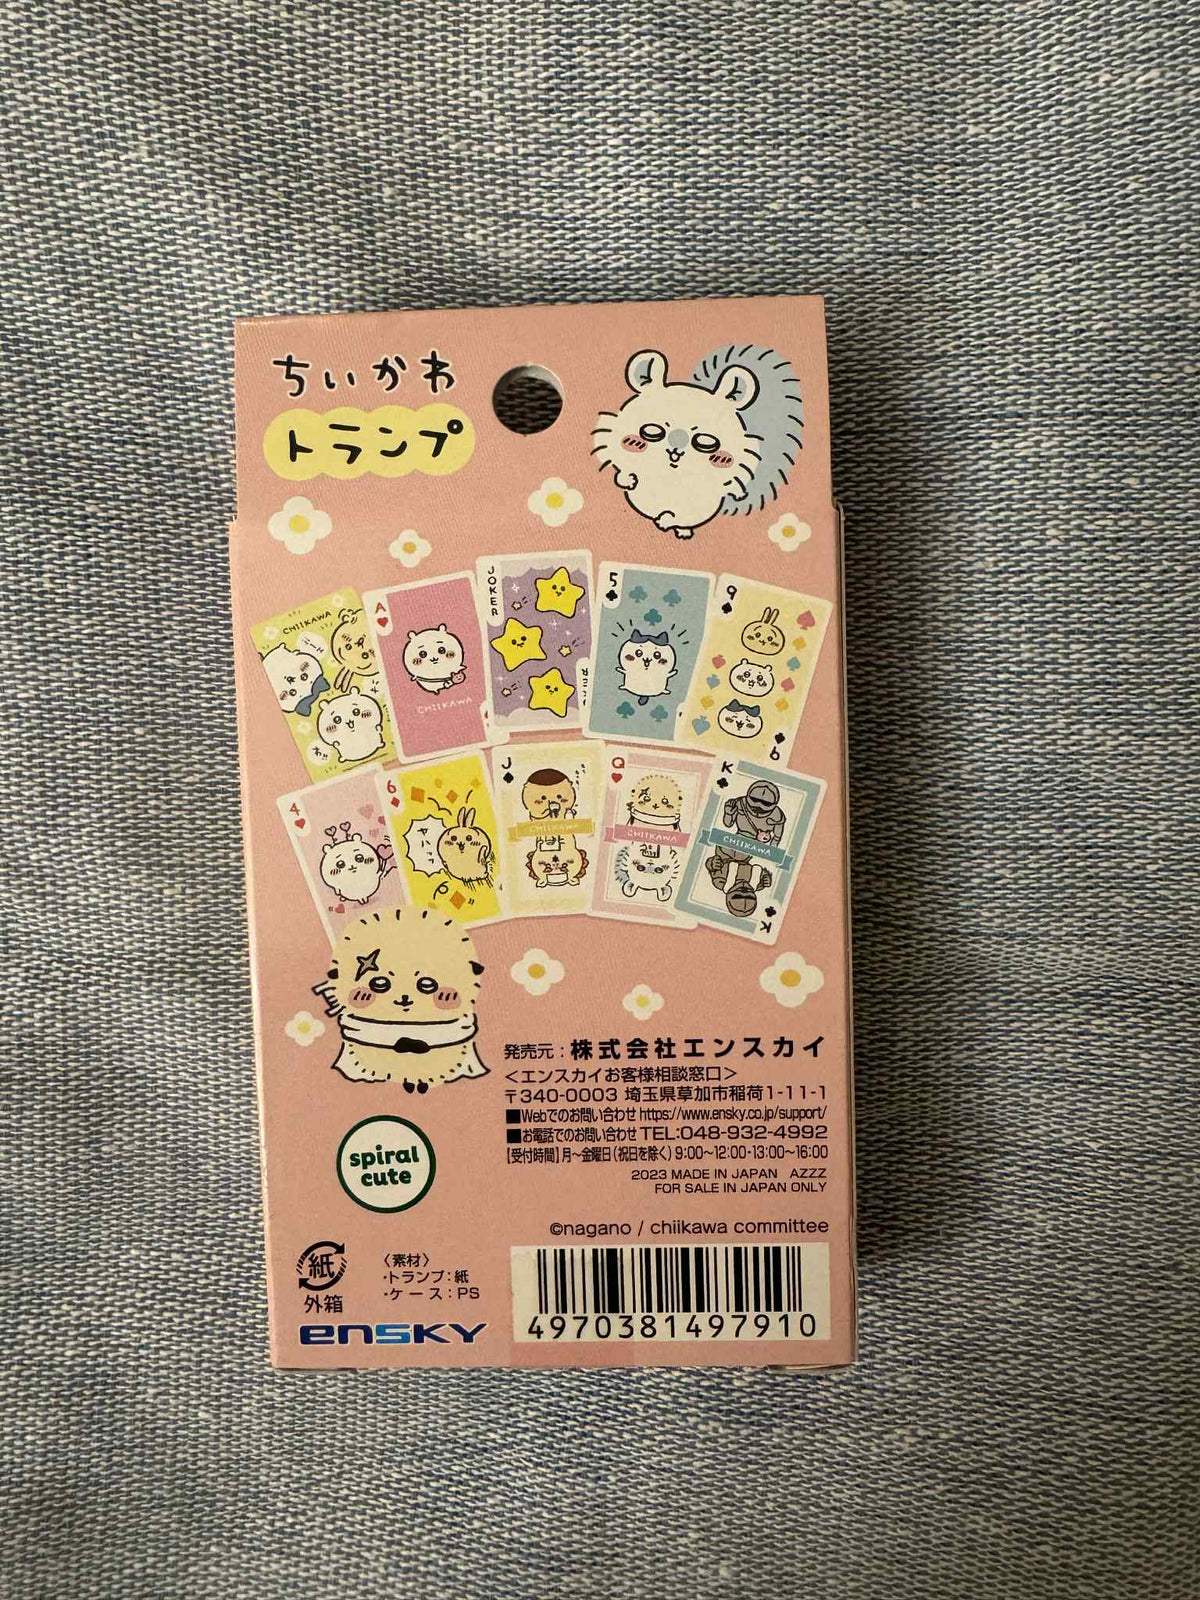 ちいかわ
トランプ
CHIIKAWA
わ!!
A
CHIIKAWA
JOKER
5
9
9
4
6
ヤハッ
J
CHIIKAWA
Q
CHIIKAWA
K
CHIIKAWA
K
発売元：株式会社エンスカイ
＜エンスカイお客様相談窓口＞
〒340-0003 埼玉県草加市稲荷1-11-1
■Webでのお問い合わせ https://www.ensky.co.jp/support/
■お電話でのお問い合わせ TEL:048-932-4992
【受付時間】月～金曜日(祝日を除く) 9:00～12:00・13:00～16:00
2023 MADE IN JAPAN AZZZ
FOR SALE IN JAPAN ONLY
spiral
cute
©nagano / chiikawa committee
紙
外箱
〈素材〉
・トランプ：紙
・ケース：PS
ensky
4970381497910